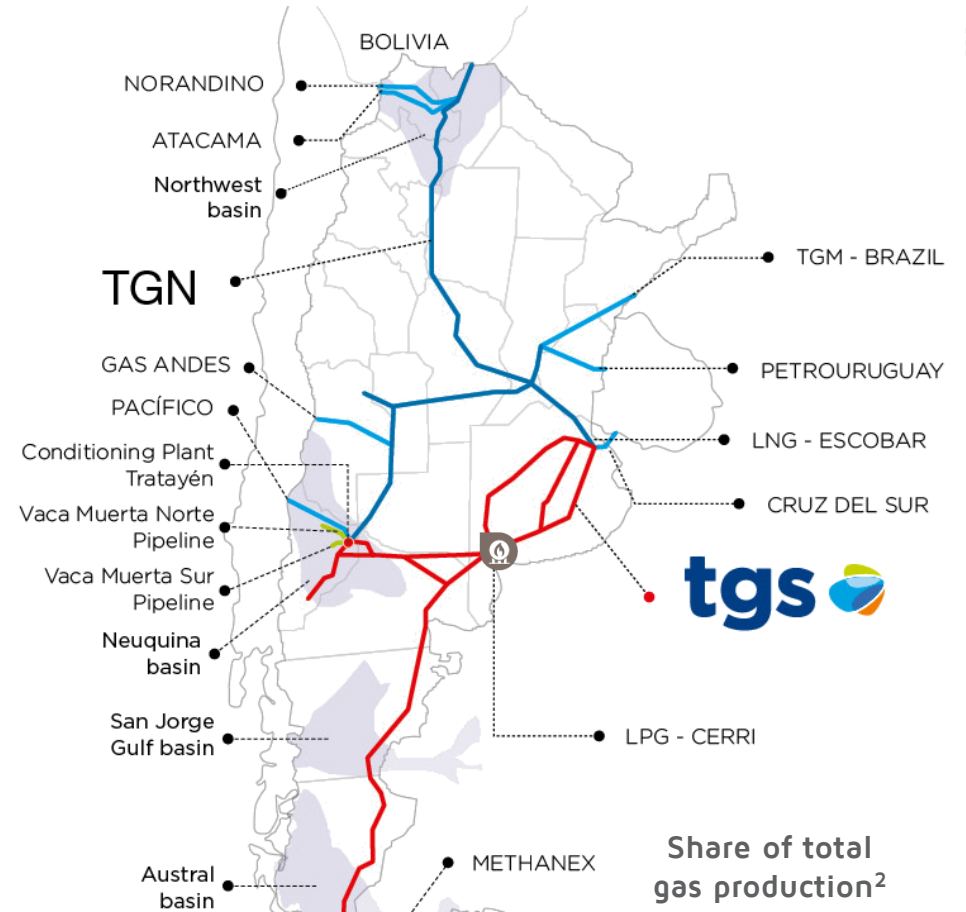 BOLIVIA
NORANDINO
ATACAMA
Northwest
basin
TGN
TGM - BRAZIL
GAS ANDES
PETROURUGUAY
PACÍFICO
LNG - ESCOBAR
Conditioning Plant
Tratayén
CRUZ DEL SUR
Vaca Muerta Norte
Pipeline
Vaca Muerta Sur
Pipeline
tgs
Neuquina
basin
San Jorge
Gulf basin
LPG - CERRI
Share of total
gas production²
METHANEX
Austral
basin